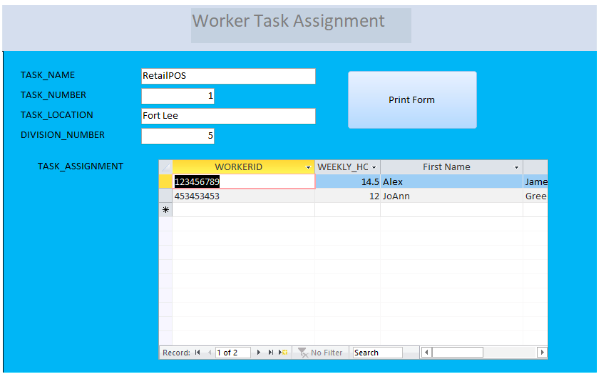 Worker Task Assignment
TASK_NAME RetailPOS
TASK_NUMBER 1
Print Form
TASK_LOCATION Fort Lee
DIVISION_NUMBER 5
TASK_ASSIGNMENT
WORKERID WEEKLY_HC First Name
123456789 14.5 Alex Jame
453453453 12 JoAnn Gree
Record: 1 of 2 No Filter Search